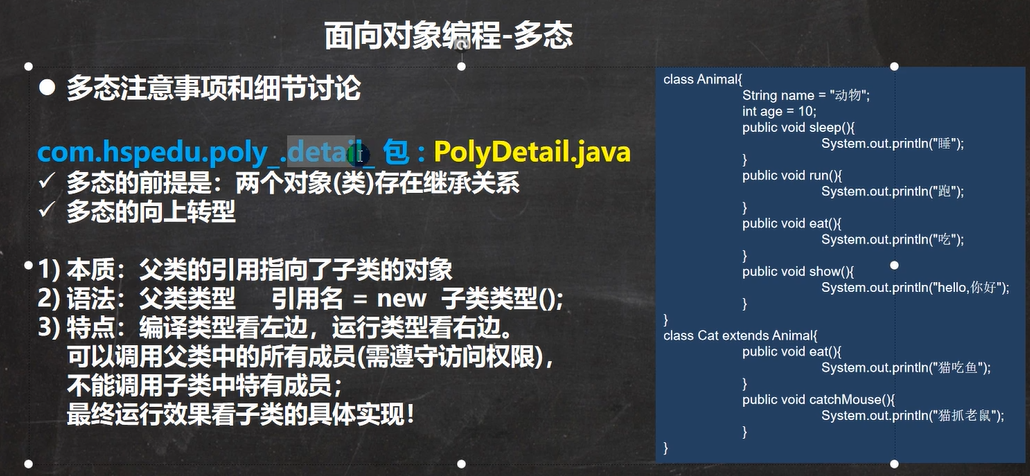 面向对象编程-多态
● 多态注意事项和细节讨论
com.hspedu.poly_.detail_ 包 : PolyDetail.java
✓ 多态的前提是：两个对象(类)存在继承关系
✓ 多态的向上转型
1) 本质：父类的引用指向了子类的对象
2) 语法：父类类型 引用名 = new 子类类型();
3) 特点：编译类型看左边，运行类型看右边。
可以调用父类中的所有成员(需遵守访问权限)，
不能调用子类中特有成员；
最终运行效果看子类的具体实现！
class Animal{
String name = "动物";
int age = 10;
public void sleep(){
System.out.println("睡");
}
public void run(){
System.out.println("跑");
}
public void eat(){
System.out.println("吃");
}
public void show(){
System.out.println("hello,你好");
}
}
class Cat extends Animal{
public void eat(){
System.out.println("猫吃鱼");
}
public void catchMouse(){
System.out.println("猫抓老鼠");
}
}